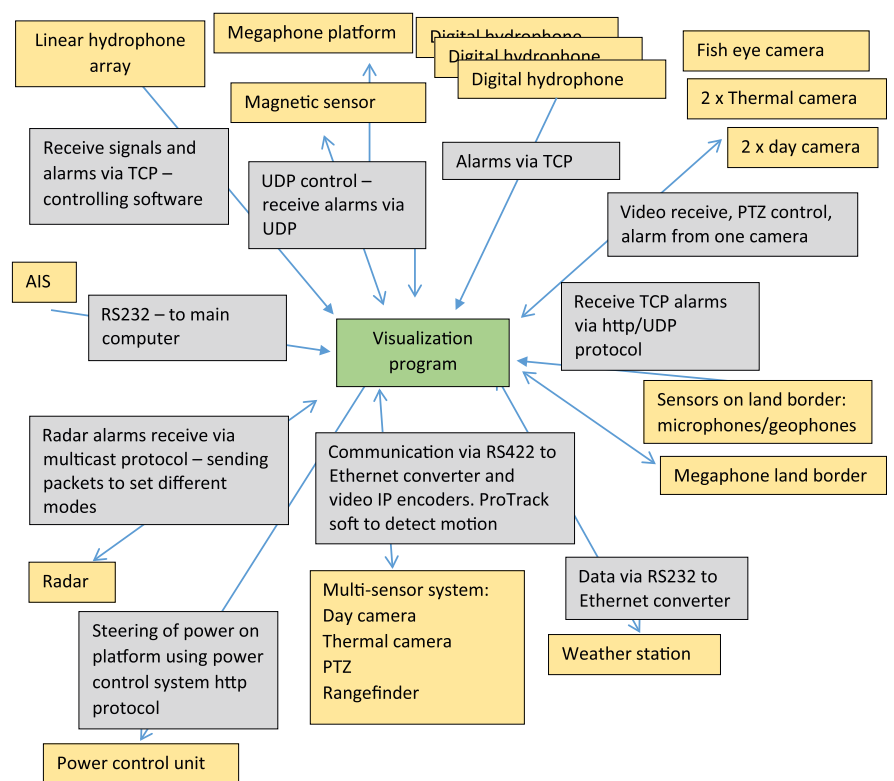 Linear hydrophone
array
Megaphone platform
Digital hydrophone
Digital hydrophone
Digital hydrophone
Fish eye camera
2 x Thermal camera
2 x day camera
Magnetic sensor
Receive signals and
alarms via TCP –
controlling software
UDP control –
receive alarms via
UDP
Alarms via TCP
Video receive, PTZ control,
alarm from one camera
AIS
RS232 – to main
computer
Visualization
program
Receive TCP alarms
via http/UDP
protocol
Sensors on land border:
microphones/geophones
Megaphone land border
Radar alarms receive via
multicast protocol – sending
packets to set different
modes
Communication via RS422 to
Ethernet converter and
video IP encoders. ProTrack
soft to detect motion
Radar
Multi-sensor system:
Day camera
Thermal camera
PTZ
Rangefinder
Data via RS232 to
Ethernet converter
Weather station
Steering of power on
platform using power
control system http
protocol
Power control unit